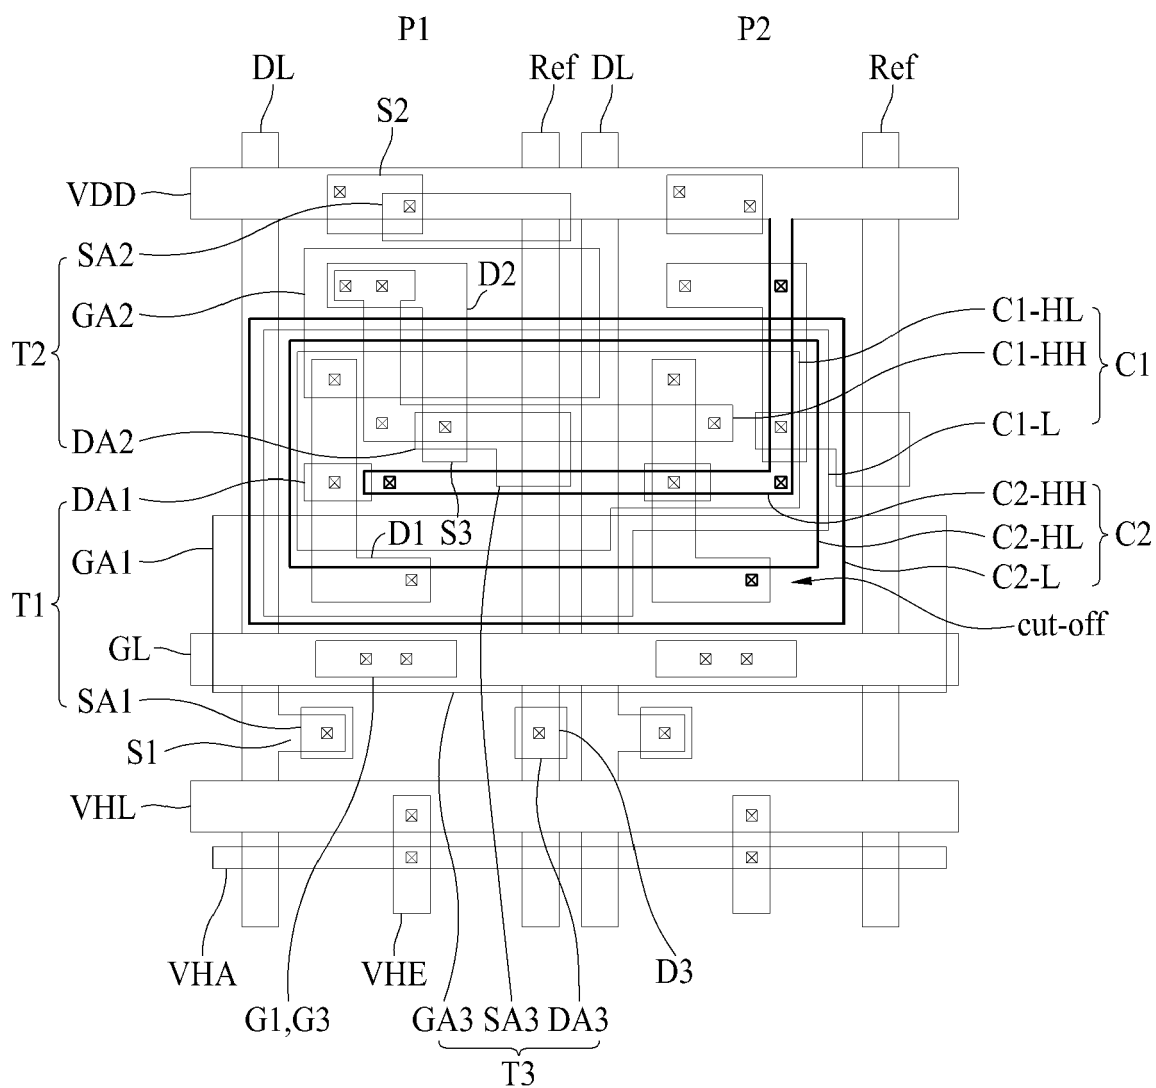 P1 P2
DL Ref DL Ref
S2
VDD
SA2
D2
GA2
T2
C1-HL
C1-HH
C1
C1-L
DA2
DA1
C2-HH
S3
D1
GA1
C2-HL
C2
C2-L
T1
cut-off
GL
SA1
S1
VHL
VHA VHE D3
G1,G3 GA3 SA3 DA3
T3